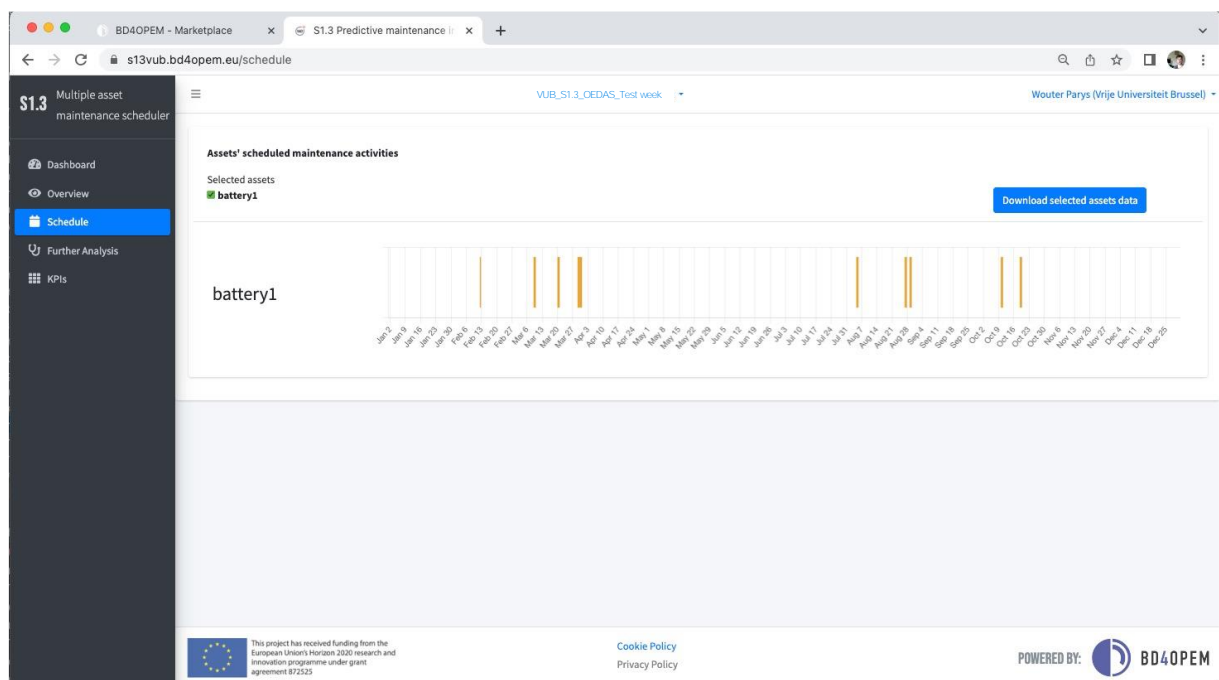 BD4OPEM - Marketplace
S1.3 Predictive maintenance i
s13vub.bd4opem.eu/schedule
S1.3
Multiple asset
maintenance scheduler
VUB_S1.3_OEDAS_Test week
Wouter Parys (Vrije Universiteit Brussel)
Dashboard
Overview
Schedule
Further Analysis
KPIs
Assets' scheduled maintenance activities
Selected assets
battery1
Download selected assets data
battery1
Jan 2 Jan 9 Jan 16 Jan 23 Jan 30 Feb 6 Feb 13 Feb 20 Feb 27 Mar 6 Mar 13 Mar 20 Mar 27 Apr 3 Apr 10 Apr 17 Apr 24 May 1 May 8 May 15 May 22 May 29 Jun 5 Jun 12 Jun 19 Jun 26 Jul 3 Jul 10 Jul 17 Jul 24 Jul 31 Aug 7 Aug 14 Aug 21 Aug 28 Sep 4 Sep 11 Sep 18 Sep 25 Oct 2 Oct 9 Oct 16 Oct 23 Oct 30 Nov 6 Nov 13 Nov 20 Nov 27 Dec 4 Dec 11 Dec 18 Dec 25
This project has received funding from the
European Union's Horizon 2020 research and
innovation programme under grant
agreement 872525
Cookie Policy
Privacy Policy
POWERED BY:
BD4OPEM